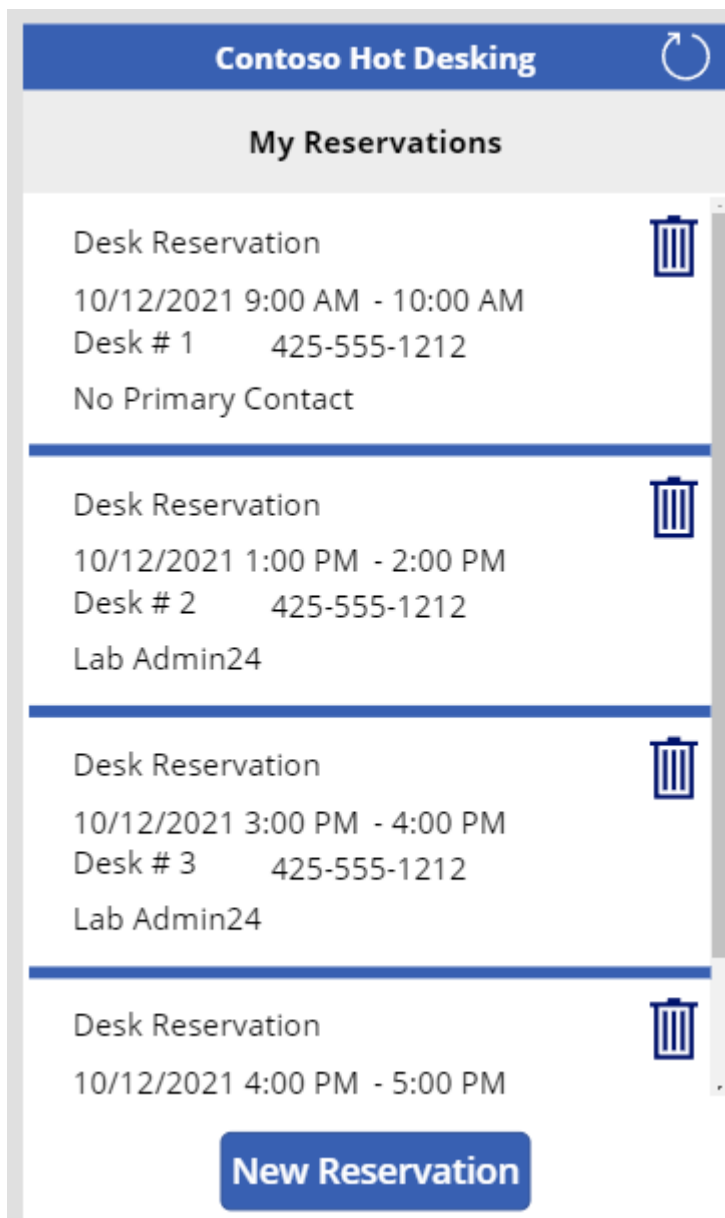 Contoso Hot Desking
My Reservations
Desk Reservation
10/12/2021 9:00 AM - 10:00 AM
Desk # 1 425-555-1212
No Primary Contact
Desk Reservation
10/12/2021 1:00 PM - 2:00 PM
Desk # 2 425-555-1212
Lab Admin24
Desk Reservation
10/12/2021 3:00 PM - 4:00 PM
Desk # 3 425-555-1212
Lab Admin24
Desk Reservation
10/12/2021 4:00 PM - 5:00 PM
New Reservation